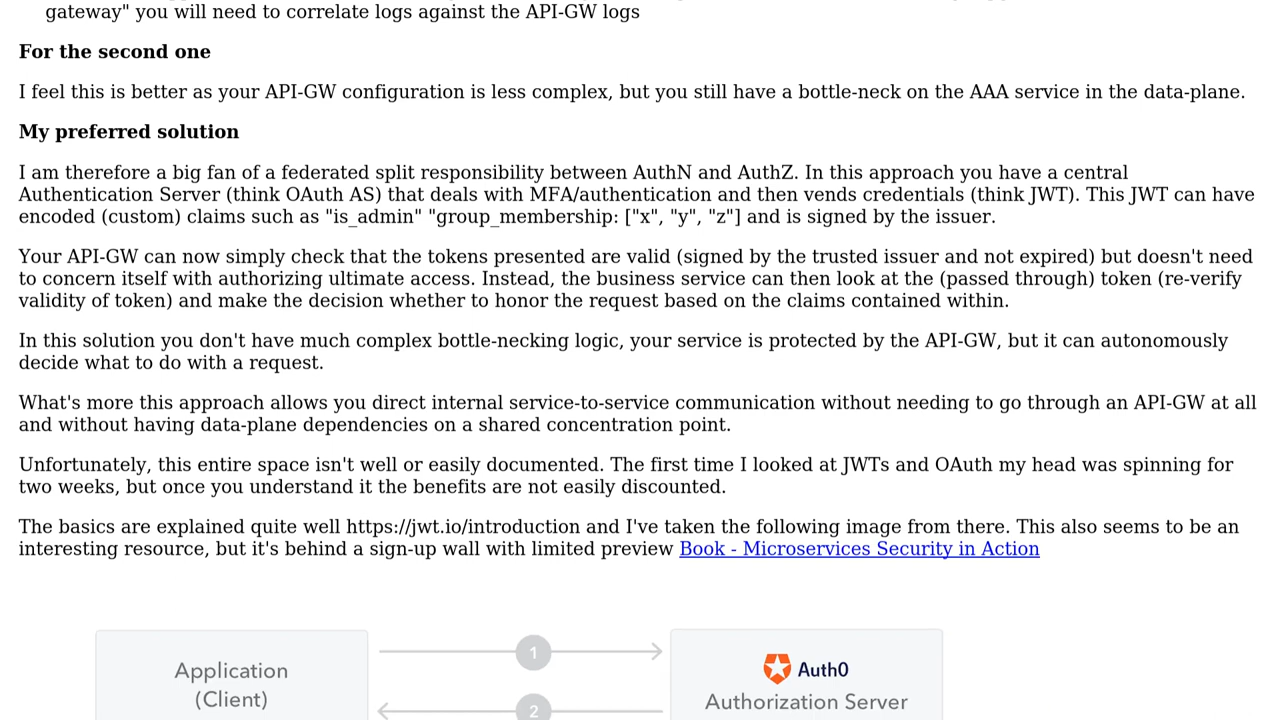 gateway" you will need to correlate logs against the API-GW logs
For the second one
I feel this is better as your API-GW configuration is less complex, but you still have a bottle-neck on the AAA service in the data-plane.
My preferred solution
I am therefore a big fan of a federated split responsibility between AuthN and AuthZ. In this approach you have a central
Authentication Server (think OAuth AS) that deals with MFA/authentication and then vends credentials (think JWT). This JWT can have
encoded (custom) claims such as "is_admin" "group_membership: ["x", "y", "z"] and is signed by the issuer.
Your API-GW can now simply check that the tokens presented are valid (signed by the trusted issuer and not expired) but doesn't need
to concern itself with authorizing ultimate access. Instead, the business service can then look at the (passed through) token (re-verify
validity of token) and make the decision whether to honor the request based on the claims contained within.
In this solution you don't have much complex bottle-necking logic, your service is protected by the API-GW, but it can autonomously
decide what to do with a request.
What's more this approach allows you direct internal service-to-service communication without needing to go through an API-GW at all
and without having data-plane dependencies on a shared concentration point.
Unfortunately, this entire space isn't well or easily documented. The first time I looked at JWTs and OAuth my head was spinning for
two weeks, but once you understand it the benefits are not easily discounted.
The basics are explained quite well https://jwt.io/introduction and I've taken the following image from there. This also seems to be an
interesting resource, but it's behind a sign-up wall with limited preview Book - Microservices Security in Action
Application
(Client)
1
2
Auth0
Authorization Server